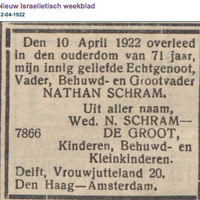 Nieuw Israelietisch weekblad
2-04-1922
Den 10 April 1922 overleed
in den ouderdom van 71 jaar,
mijn innig geliefde Echtgenoot,
Vader, Behuwd- en Grootvader
NATHAN SCHRAM.
Uit aller naam,
Wed. N. SCHRAM—
7866 DE GROOT,
Kinderen, Behuwd- en
Kleinkinderen.
Delft, Vrouwjutteland 20.
Den Haag—Amsterdam.